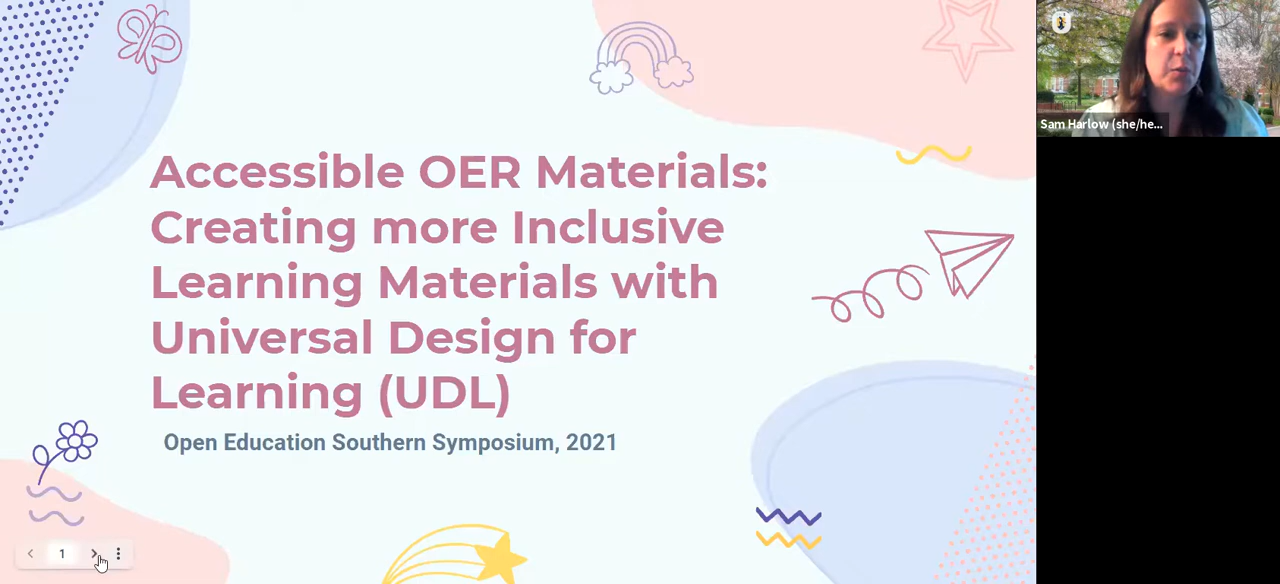 Accessible OER Materials:
Creating more Inclusive
Learning Materials with
Universal Design for
Learning (UDL)
Open Education Southern Symposium, 2021
1
Sam Harlow (she/he...